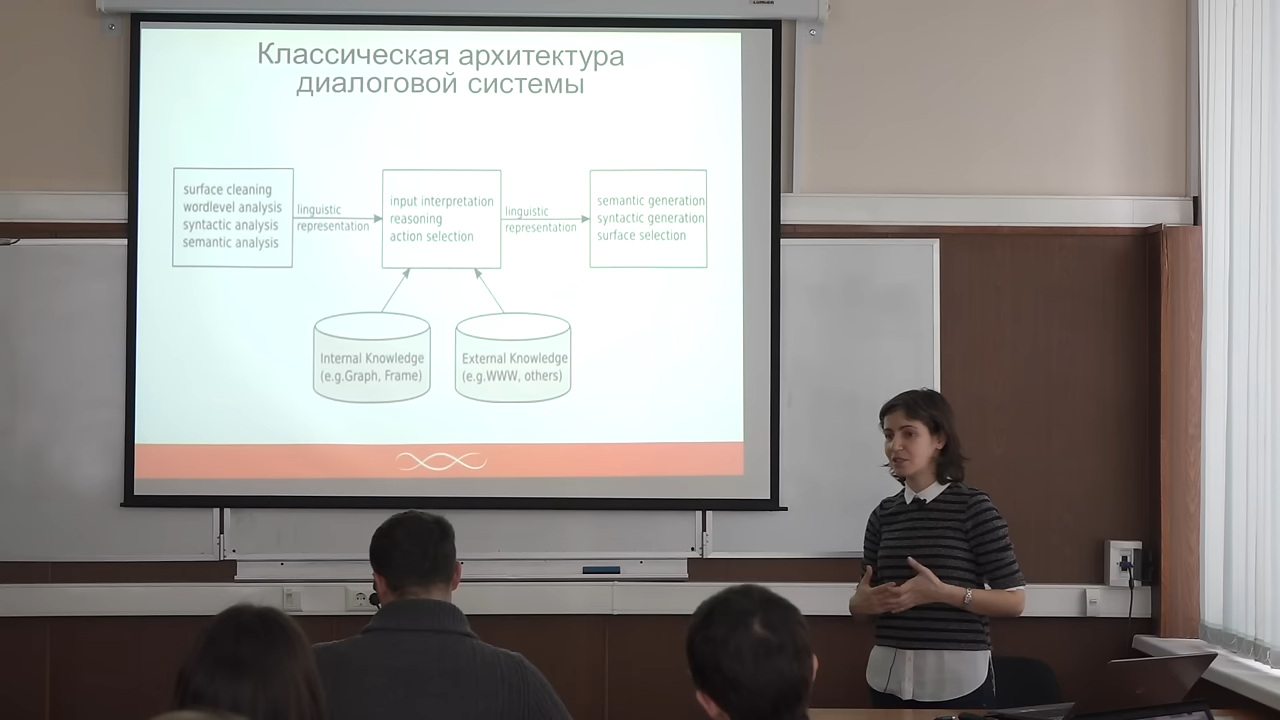 Классическая архитектура
диалоговой системы
surface cleaning
wordlevel analysis
syntactic analysis
semantic analysis
linguistic
representation
input interpretation
reasoning
action selection
linguistic
representation
semantic generation
syntactic generation
surface selection
Internal Knowledge
(e.g.Graph, Frame)
External Knowledge
(e.g.WWW, others)